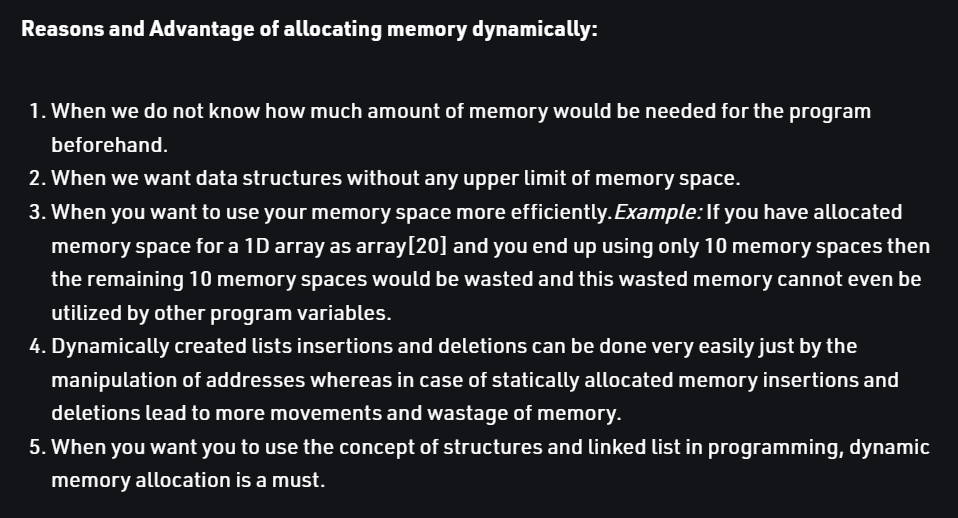 Reasons and Advantage of allocating memory dynamically:
1. When we do not know how much amount of memory would be needed for the program
beforehand.
2. When we want data structures without any upper limit of memory space.
3. When you want to use your memory space more efficiently.Example: If you have allocated
memory space for a 1D array as array[20] and you end up using only 10 memory spaces then
the remaining 10 memory spaces would be wasted and this wasted memory cannot even be
utilized by other program variables.
4. Dynamically created lists insertions and deletions can be done very easily just by the
manipulation of addresses whereas in case of statically allocated memory insertions and
deletions lead to more movements and wastage of memory.
5. When you want you to use the concept of structures and linked list in programming, dynamic
memory allocation is a must.